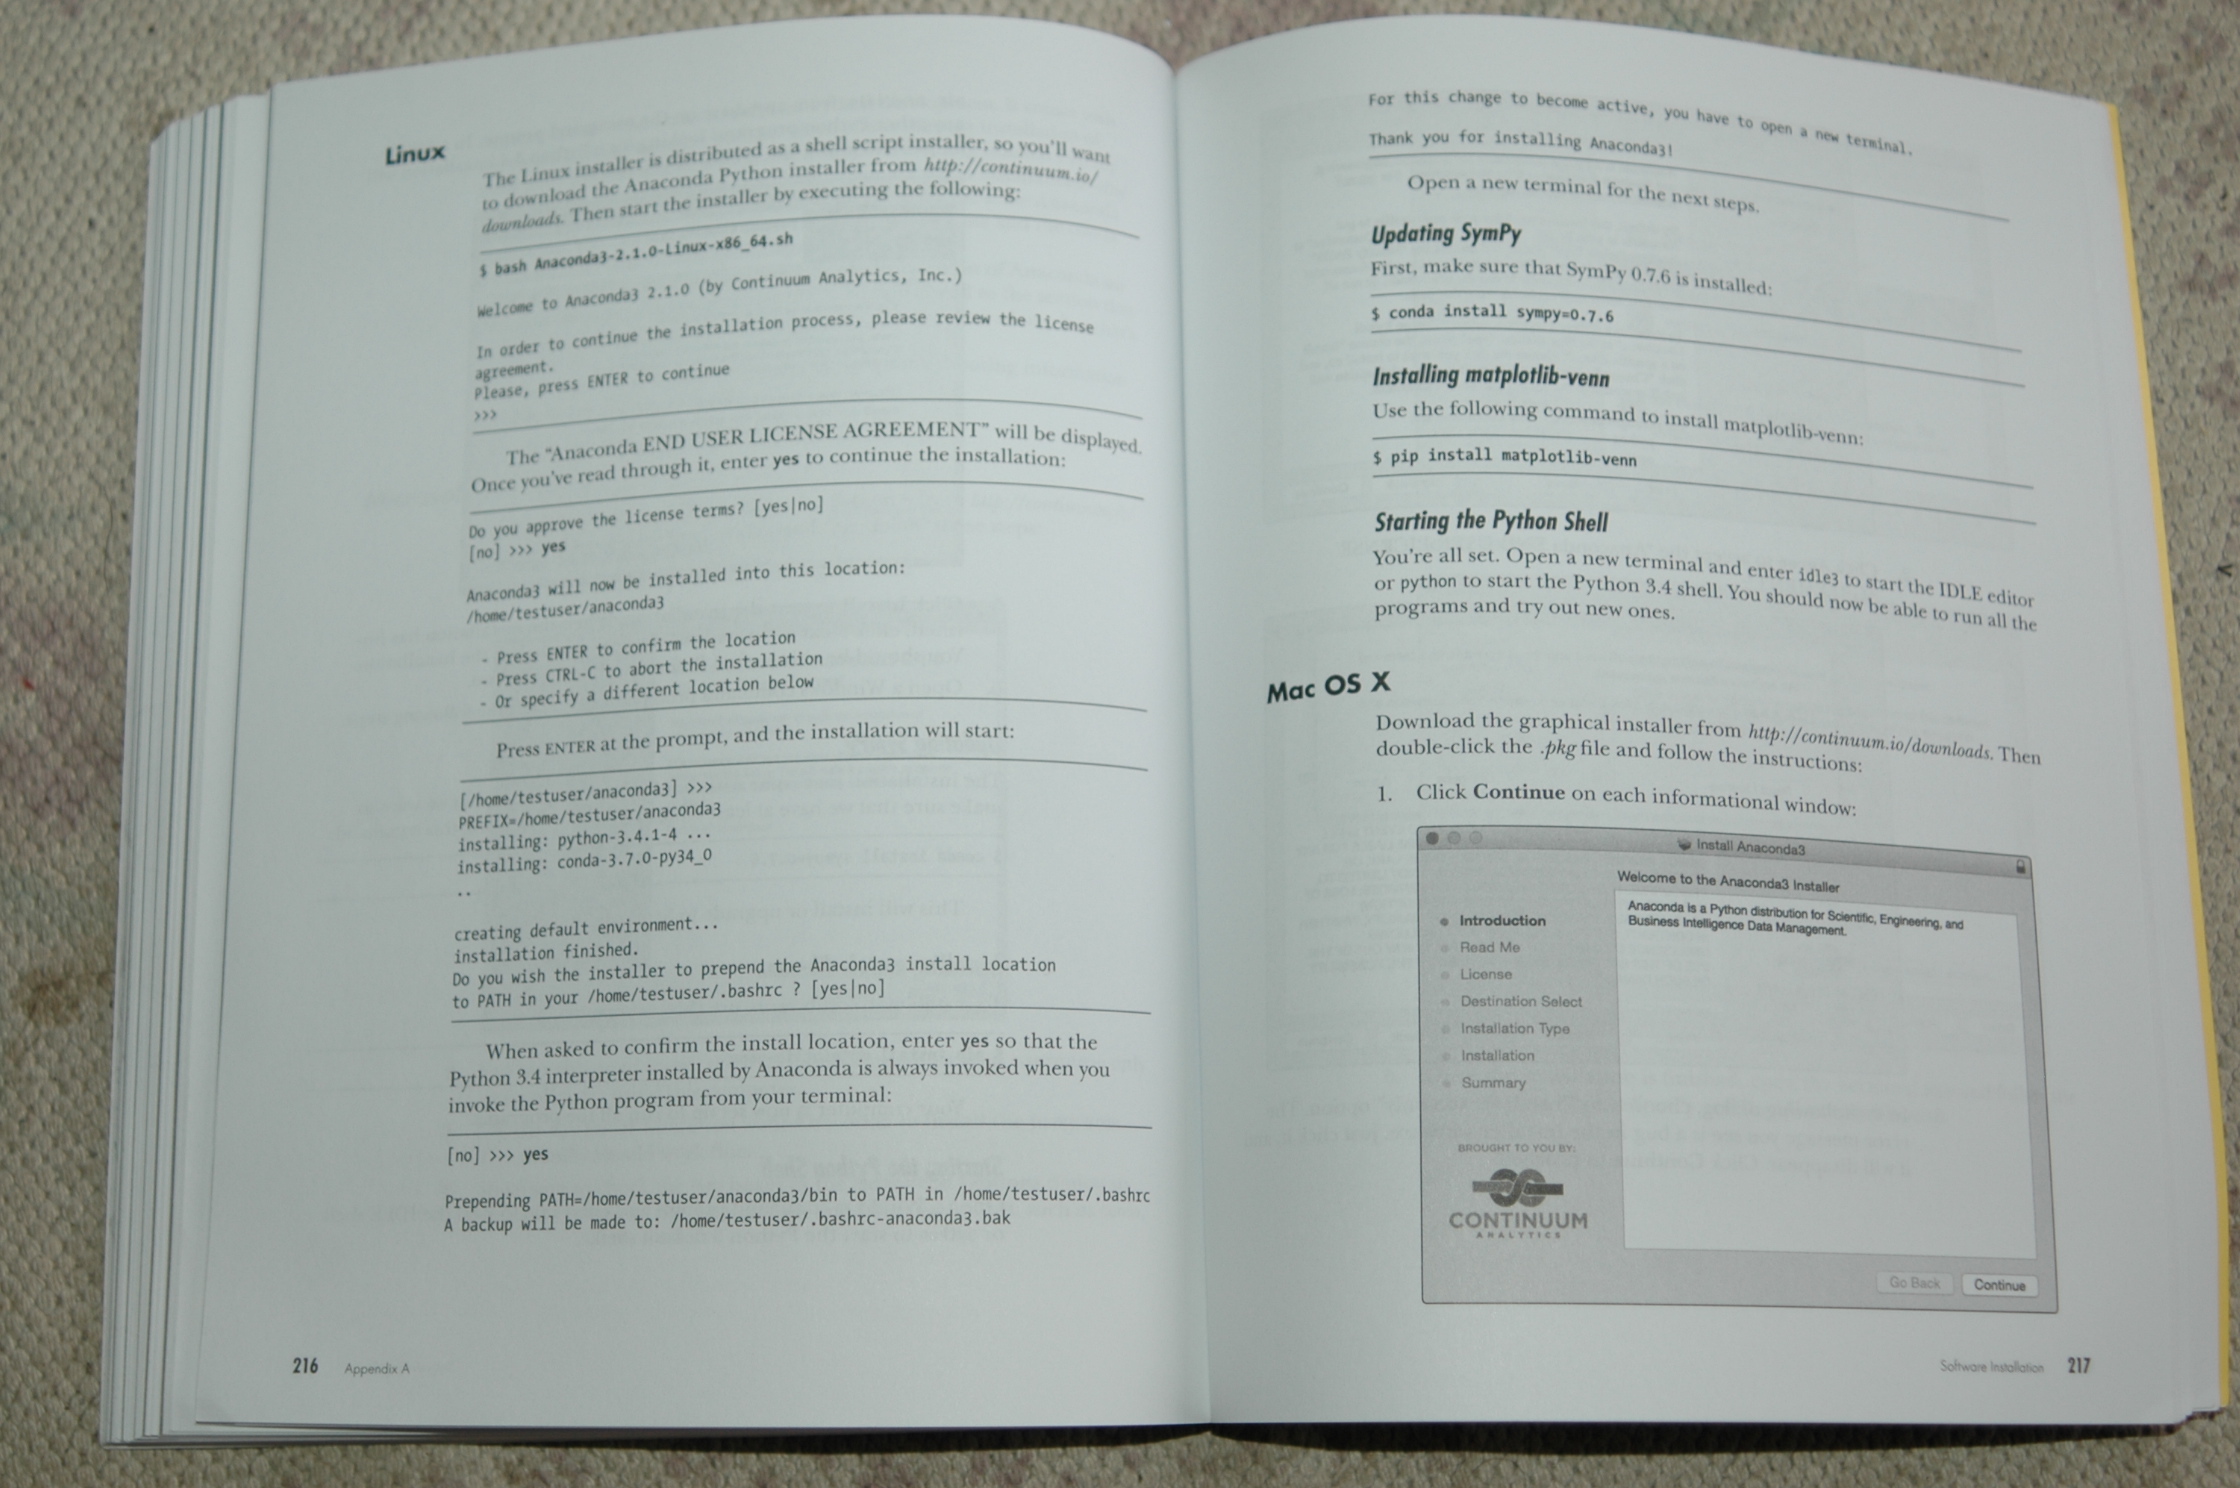 Linux
The Linux installer is distributed as a shell script installer, so you'll want
to download the Anaconda Python installer from http://continuum.io/
downloads. Then start the installer by executing the following:
$ bash Anaconda3-2.1.0-Linux-x86_64.sh
Welcome to Anaconda3 2.1.0 (by Continuum Analytics, Inc.)
In order to continue the installation process, please review the license
agreement.
Please, press ENTER to continue
>>>
The "Anaconda END USER LICENSE AGREEMENT" will be displayed.
Once you've read through it, enter yes to continue the installation:
Do you approve the license terms? [yes|no]
[no] >>> yes
Anaconda3 will now be installed into this location:
/home/testuser/anaconda3
- Press ENTER to confirm the location
- Press CTRL-C to abort the installation
- Or specify a different location below
Press ENTER at the prompt, and the installation will start:
[/home/testuser/anaconda3] >>>
PREFIX=/home/testuser/anaconda3
installing: python-3.4.1-4 ...
installing: conda-3.7.0-py34_0
..
creating default environment...
installation finished.
Do you wish the installer to prepend the Anaconda3 install location
to PATH in your /home/testuser/.bashrc ? [yes|no]
When asked to confirm the install location, enter yes so that the
Python 3.4 interpreter installed by Anaconda is always invoked when you
invoke the Python program from your terminal:
[no] >>> yes
Prepending PATH=/home/testuser/anaconda3/bin to PATH in /home/testuser/.bashrc
A backup will be made to: /home/testuser/.bashrc-anaconda3.bak
216 Appendix A
For this change to become active, you have to open a new terminal.
Thank you for installing Anaconda3!
Open a new terminal for the next steps.
Updating SymPy
First, make sure that SymPy 0.7.6 is installed:
$ conda install sympy=0.7.6
Installing matplotlib-venn
Use the following command to install matplotlib-venn:
$ pip install matplotlib-venn
Starting the Python Shell
You're all set. Open a new terminal and enter idle3 to start the IDLE editor
or python to start the Python 3.4 shell. You should now be able to run all the
programs and try out new ones.
Mac OS X
Download the graphical installer from http://continuum.io/downloads. Then
double-click the .pkg file and follow the instructions:
1. Click Continue on each informational window:
Install Anaconda3
Welcome to the Anaconda3 Installer
Introduction
Read Me
License
Destination Select
Installation Type
Installation
Summary
Anaconda is a Python distribution for Scientific, Engineering, and
Business Intelligence Data Management.
BROUGHT TO YOU BY:
CONTINUUM
ANALYTICS
Go Back Continue
Software Installation 217